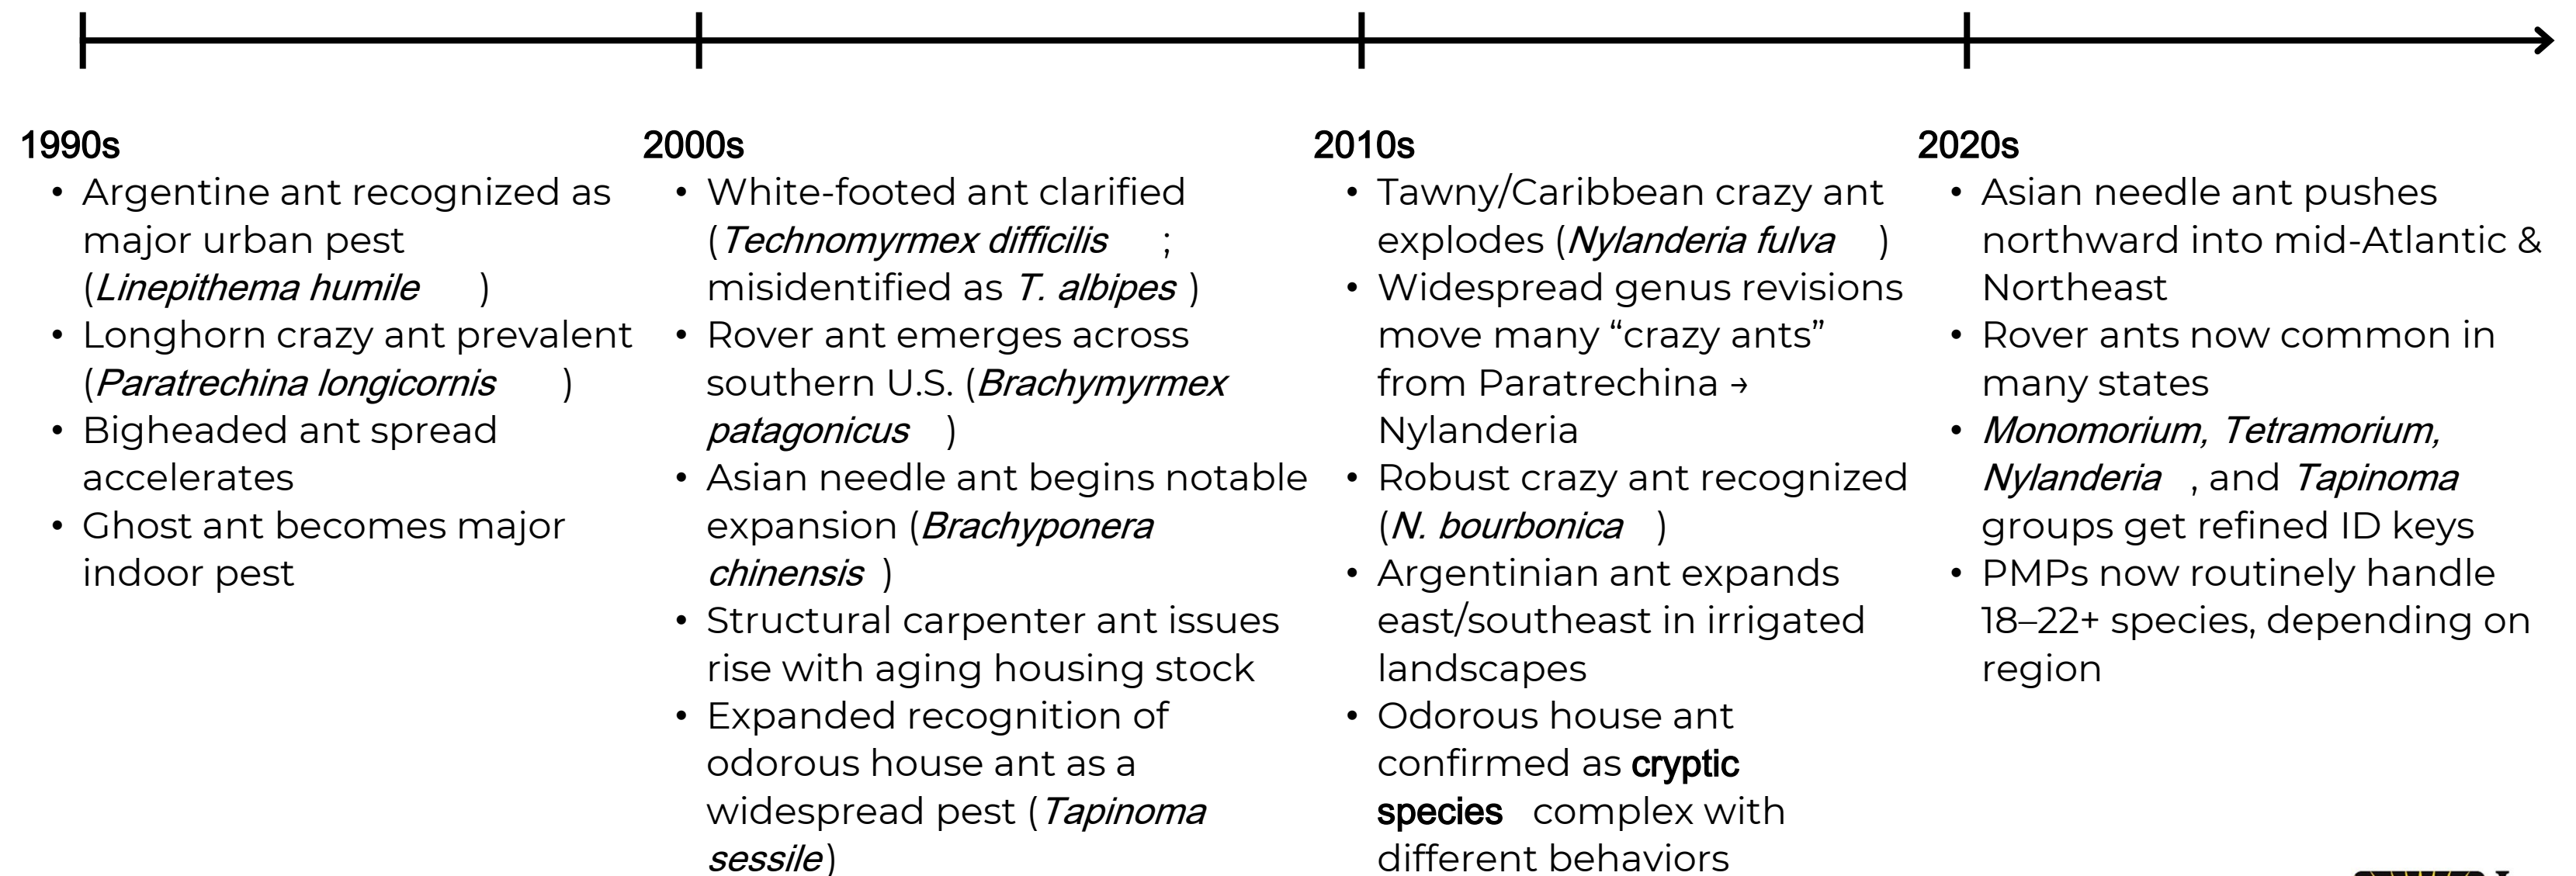 1990s
• Argentine ant recognized as
major urban pest
(Linepithema humile )
• Longhorn crazy ant prevalent
(Paratrechina longicornis )
• Bigheaded ant spread
accelerates
• Ghost ant becomes major
indoor pest
2000s
• White-footed ant clarified
(Technomyrmex difficilis ;
misidentified as T. albipes )
• Rover ant emerges across
southern U.S. (Brachymyrmex
patagonicus )
• Asian needle ant begins notable
expansion (Brachyponera
chinensis )
• Structural carpenter ant issues
rise with aging housing stock
• Expanded recognition of
odorous house ant as a
widespread pest (Tapinoma
sessile)
2010s
• Tawny/Caribbean crazy ant
explodes (Nylanderia fulva )
• Widespread genus revisions
move many “crazy ants”
from Paratrechina →
Nylanderia
• Robust crazy ant recognized
(N. bourbonica )
• Argentinian ant expands
east/southeast in irrigated
landscapes
• Odorous house ant
confirmed as cryptic
species complex with
different behaviors
2020s
• Asian needle ant pushes
northward into mid-Atlantic &
Northeast
• Rover ants now common in
many states
• Monomorium, Tetramorium,
Nylanderia , and Tapinoma
groups get refined ID keys
• PMPs now routinely handle
18–22+ species, depending on
region